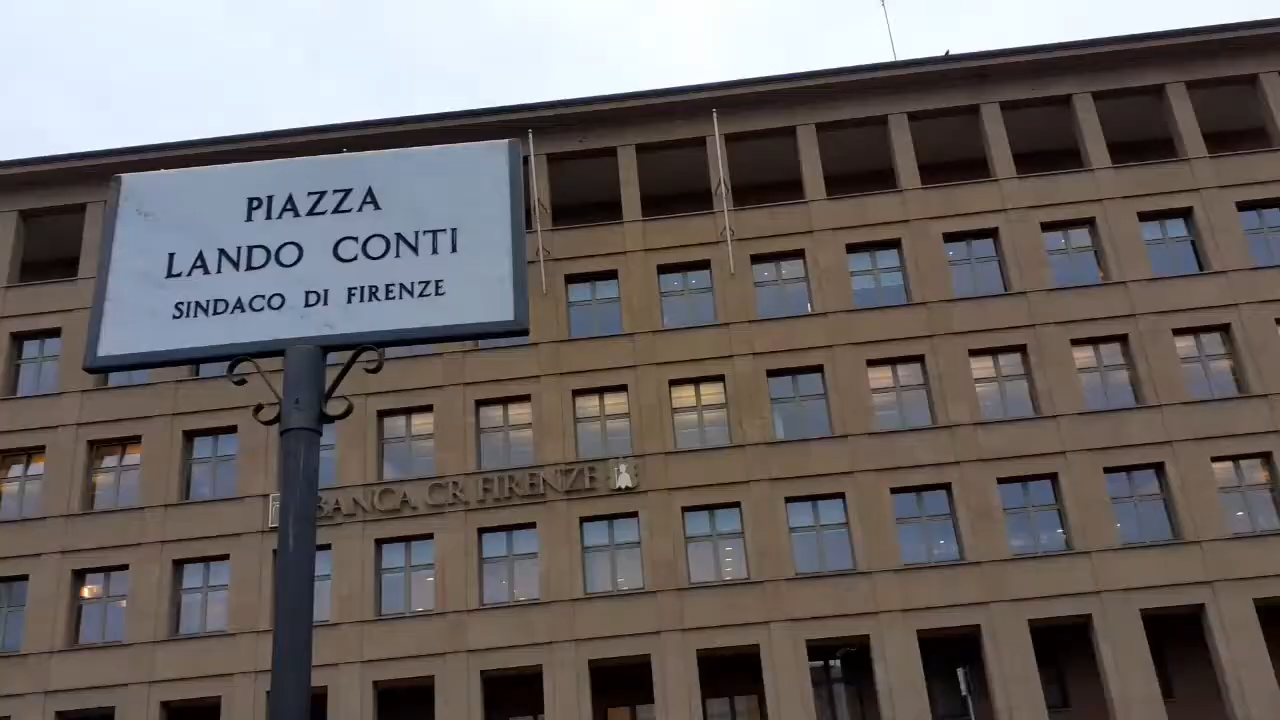 PIAZZA
LANDO CONTI
SINDACO DI FIRENZE
BANCA CR FIRENZE